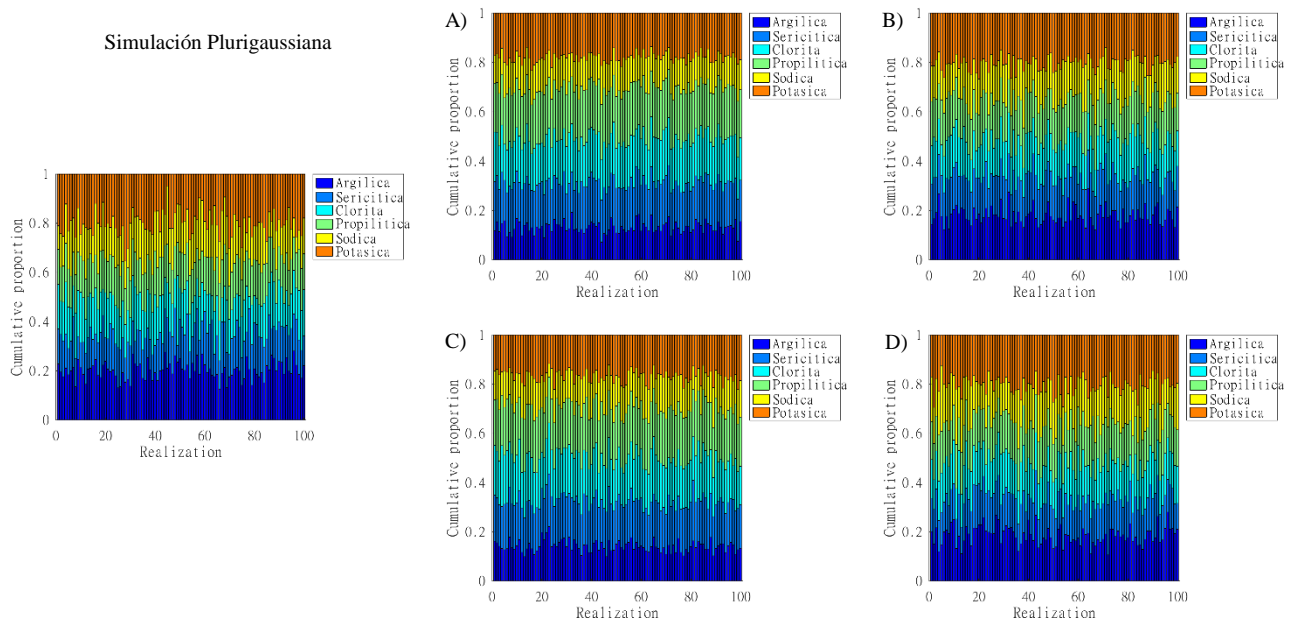 Simulación Plurigaussiana
Cumulative proportion
1
0.8
0.6
0.4
0.2
0
0 20 40 60 80 100
Realization
Argilica
Sericitica
Clorita
Propilitica
Sodica
Potasica
A)
Cumulative proportion
1
0.8
0.6
0.4
0.2
0
0 20 40 60 80 100
Realization
Argilica
Sericitica
Clorita
Propilitica
Sodica
Potasica
B)
Cumulative proportion
1
0.8
0.6
0.4
0.2
0
0 20 40 60 80 100
Realization
Argilica
Sericitica
Clorita
Propilitica
Sodica
Potasica
C)
Cumulative proportion
1
0.8
0.6
0.4
0.2
0
0 20 40 60 80 100
Realization
Argilica
Sericitica
Clorita
Propilitica
Sodica
Potasica
D)
Cumulative proportion
1
0.8
0.6
0.4
0.2
0
0 20 40 60 80 100
Realization
Argilica
Sericitica
Clorita
Propilitica
Sodica
Potasica